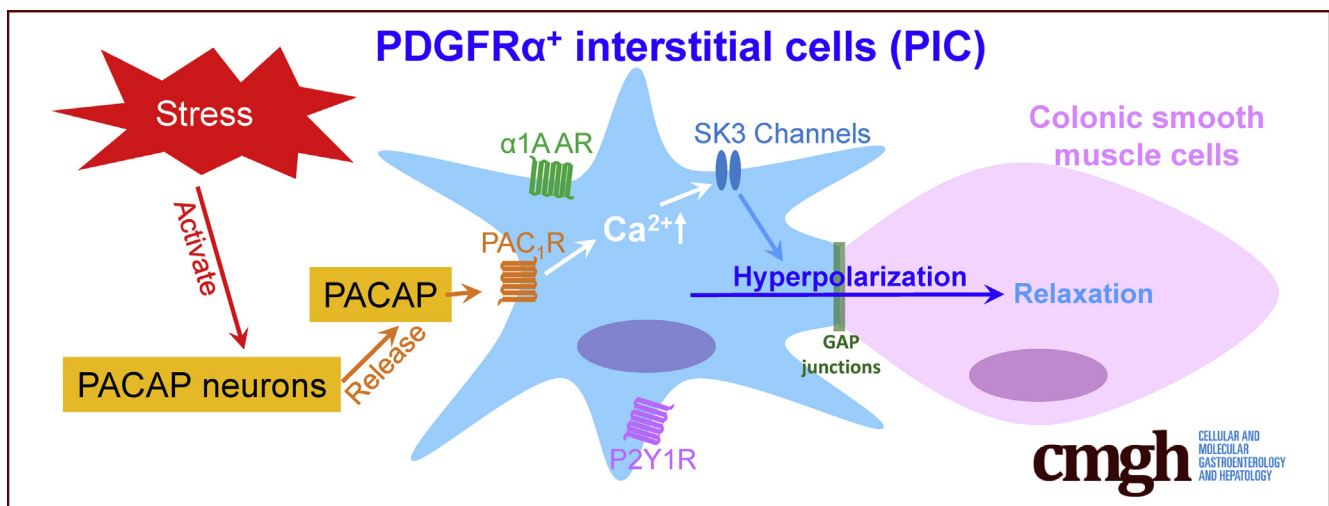 PDGFRα⁺ interstitial cells (PIC)
Stress
Activate
PACAP neurons
Release
PACAP
PAC₁R
α1A AR
Ca²⁺↑
SK3 Channels
Hyperpolarization
GAP
junctions
P2Y1R
Colonic smooth
muscle cells
Relaxation
cmgh
CELLULAR AND
MOLECULAR
GASTROENTEROLOGY
AND HEPATOLOGY